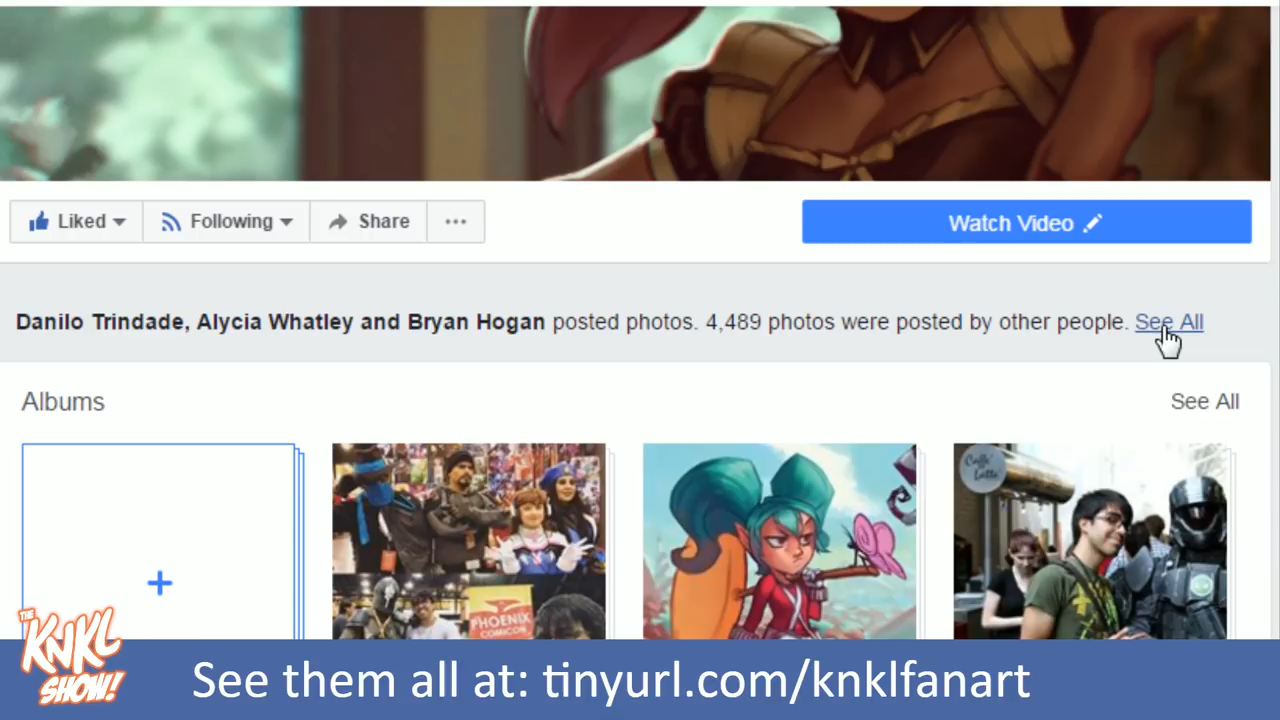 Liked
Following
Share
Watch Video
Danilo Trindade, Alycia Whatley and Bryan Hogan posted photos. 4,489 photos were posted by other people. See All
Albums
See All
Caffe Latte
PHOENIX
COMICON
+
THE
KNKL
SHOW!
See them all at: tinyurl.com/knklfanart